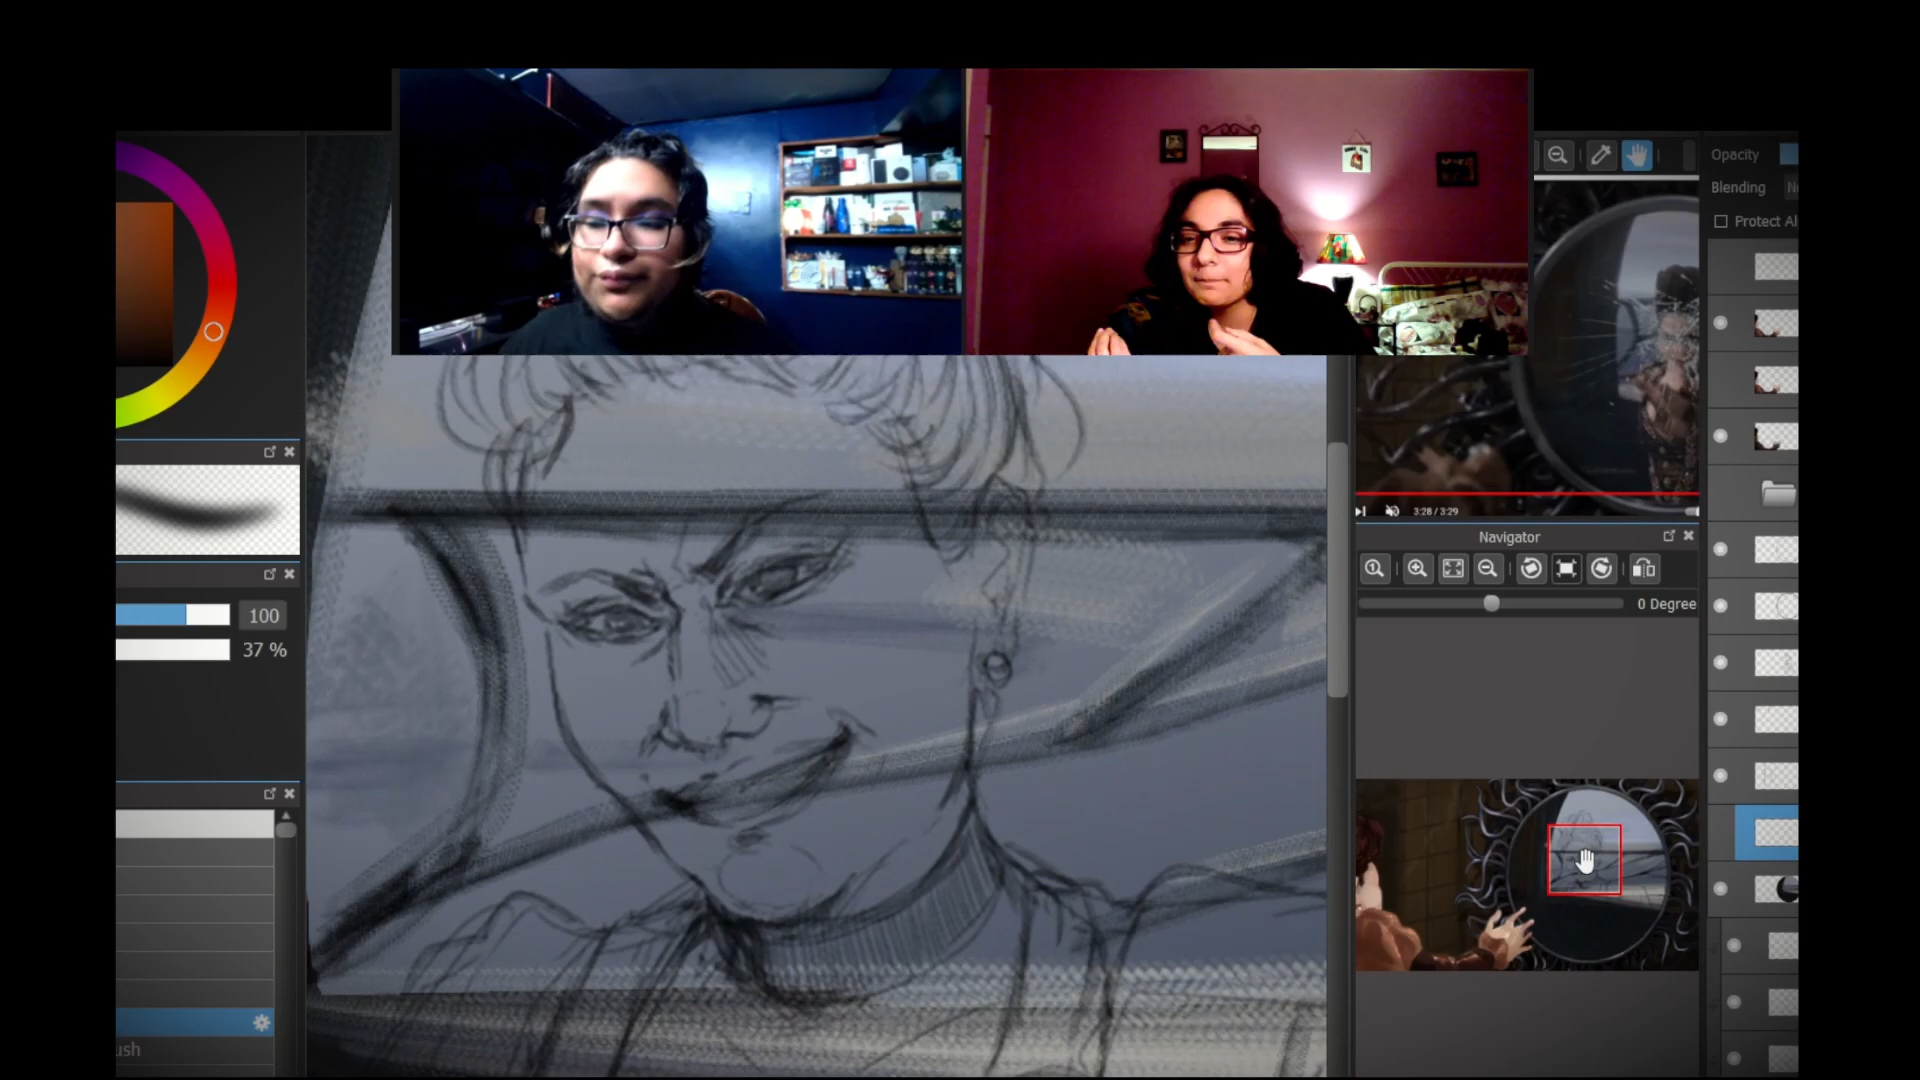 Opacity
Blending
Protect Al
3:28 / 3:29
Navigator
0 Degree
100
37 %
ush